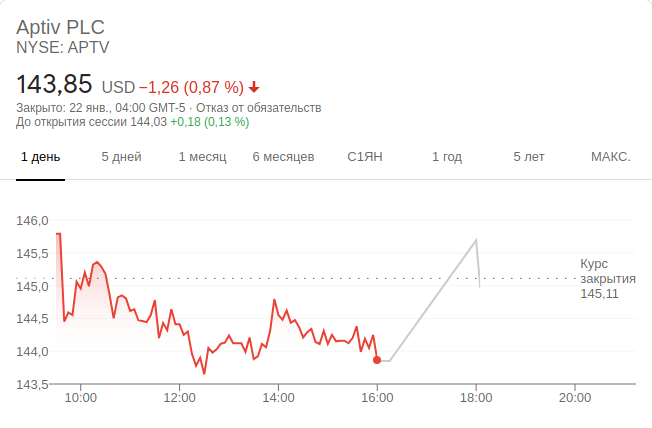 Aptiv PLC
NYSE: APTV
143,85 USD −1,26 (0,87 %)
Закрыто: 22 янв., 04:00 GMT-5 · Отказ от обязательств
До открытия сессии 144,03 +0,18 (0,13 %)
1 день 5 дней 1 месяц 6 месяцев С1ЯН 1 год 5 лет МАКС.
146,0
145,5
145,0
144,5
144,0
143,5
Курс
закрытия
145,11
10:00 12:00 14:00 16:00 18:00 20:00